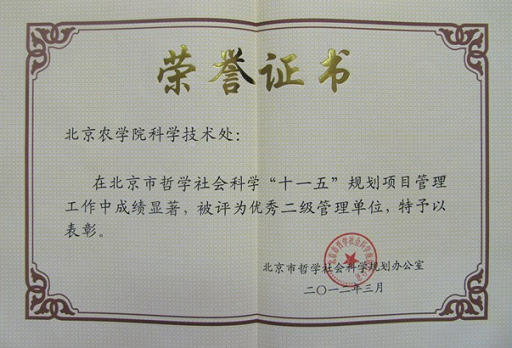 荣誉证书
北京农学院科学技术处：
在北京市哲学社会科学“十一五”规划项目管理
工作中成绩显著，被评为优秀二级管理单位，特予以
表彰。
北京市哲学社会科学规划办公室
二〇一二年三月